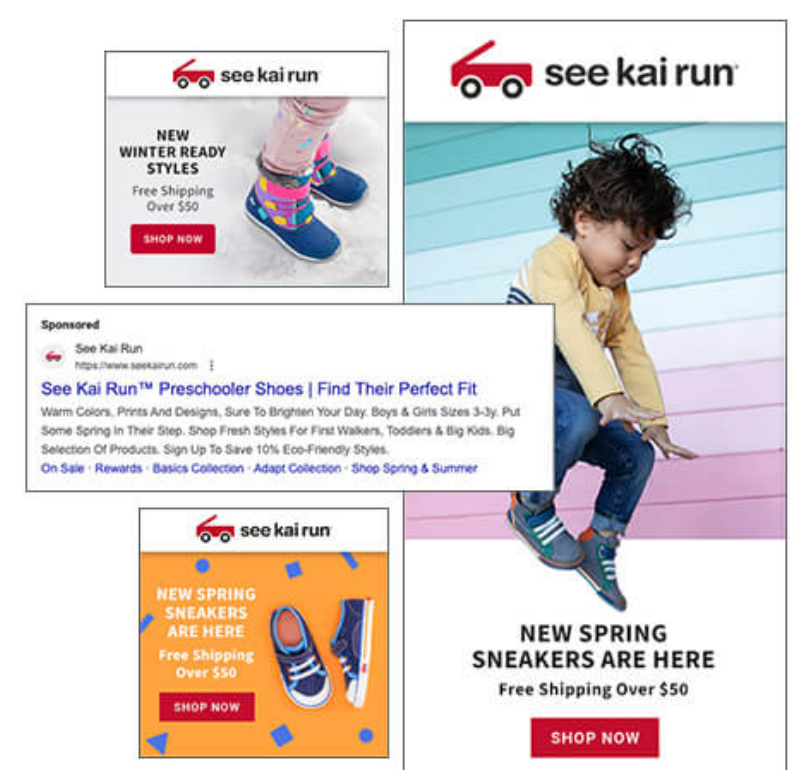 see kai run
NEW
WINTER READY
STYLES
Free Shipping
Over $50
SHOP NOW
see kai run
Sponsored
See Kai Run
https://www.seekairun.com
See Kai Run™ Preschooler Shoes | Find Their Perfect Fit
Warm Colors, Prints And Designs, Sure To Brighten Your Day. Boys & Girls Sizes 3-3y. Put
Some Spring In Their Step. Shop Fresh Styles For First Walkers, Toddlers & Big Kids. Big
Selection Of Products. Sign Up To Save 10% Eco-Friendly Styles.
On Sale · Rewards · Basics Collection · Adapt Collection · Shop Spring & Summer
see kai run
NEW SPRING
SNEAKERS
ARE HERE
Free Shipping
Over $50
SHOP NOW
NEW SPRING
SNEAKERS ARE HERE
Free Shipping Over $50
SHOP NOW